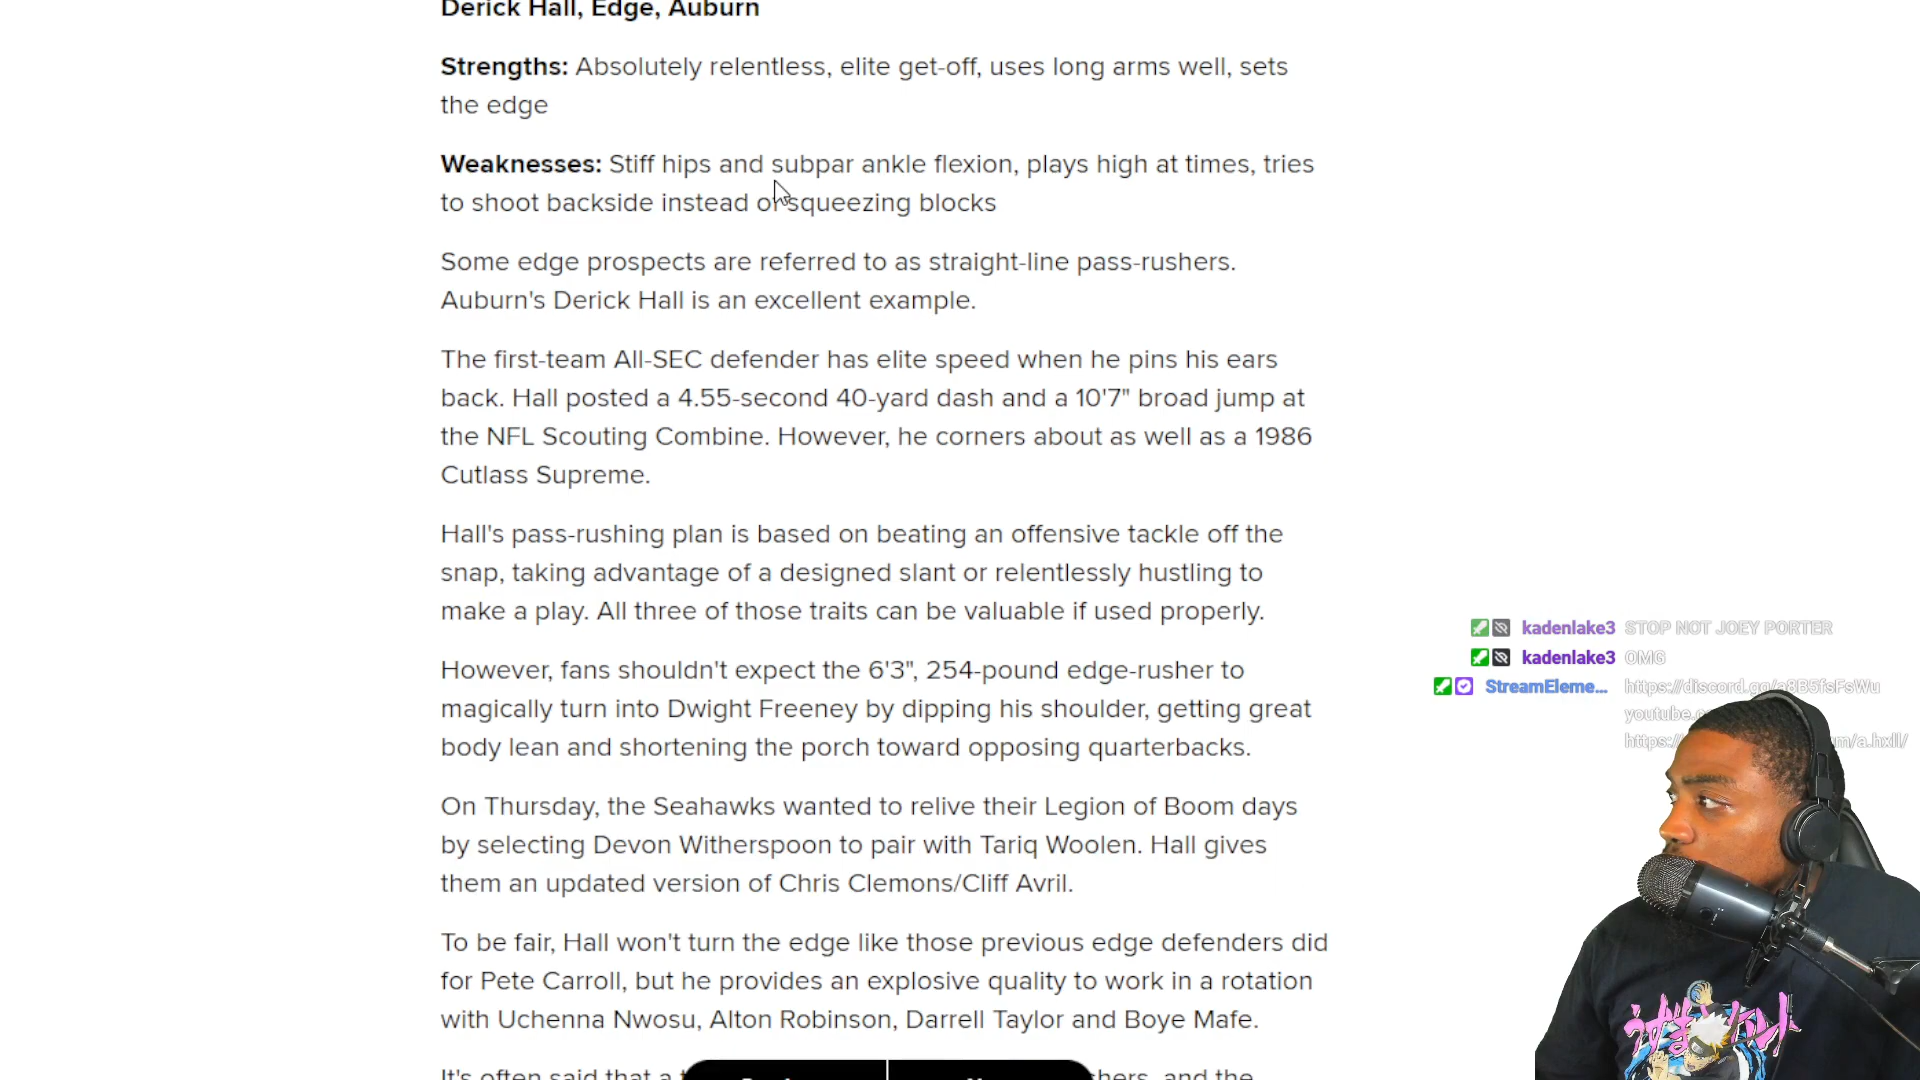 Derick Hall, Edge, Auburn
Strengths: Absolutely relentless, elite get-off, uses long arms well, sets
the edge
Weaknesses: Stiff hips and subpar ankle flexion, plays high at times, tries
to shoot backside instead of squeezing blocks
Some edge prospects are referred to as straight-line pass-rushers.
Auburn's Derick Hall is an excellent example.
The first-team All-SEC defender has elite speed when he pins his ears
back. Hall posted a 4.55-second 40-yard dash and a 10'7" broad jump at
the NFL Scouting Combine. However, he corners about as well as a 1986
Cutlass Supreme.
Hall's pass-rushing plan is based on beating an offensive tackle off the
snap, taking advantage of a designed slant or relentlessly hustling to
make a play. All three of those traits can be valuable if used properly.
However, fans shouldn't expect the 6'3", 254-pound edge-rusher to
magically turn into Dwight Freeney by dipping his shoulder, getting great
body lean and shortening the porch toward opposing quarterbacks.
On Thursday, the Seahawks wanted to relive their Legion of Boom days
by selecting Devon Witherspoon to pair with Tariq Woolen. Hall gives
them an updated version of Chris Clemons/Cliff Avril.
To be fair, Hall won't turn the edge like those previous edge defenders did
for Pete Carroll, but he provides an explosive quality to work in a rotation
with Uchenna Nwosu, Alton Robinson, Darrell Taylor and Boye Mafe.
It's often said that a
and the
kadenlake3 STOP NOT JOEY PORTER
kadenlake3 OMG
StreamEleme... https://discord.gg/a8B5fsFsWu
youtube.c
https:/ m/a.hxll/